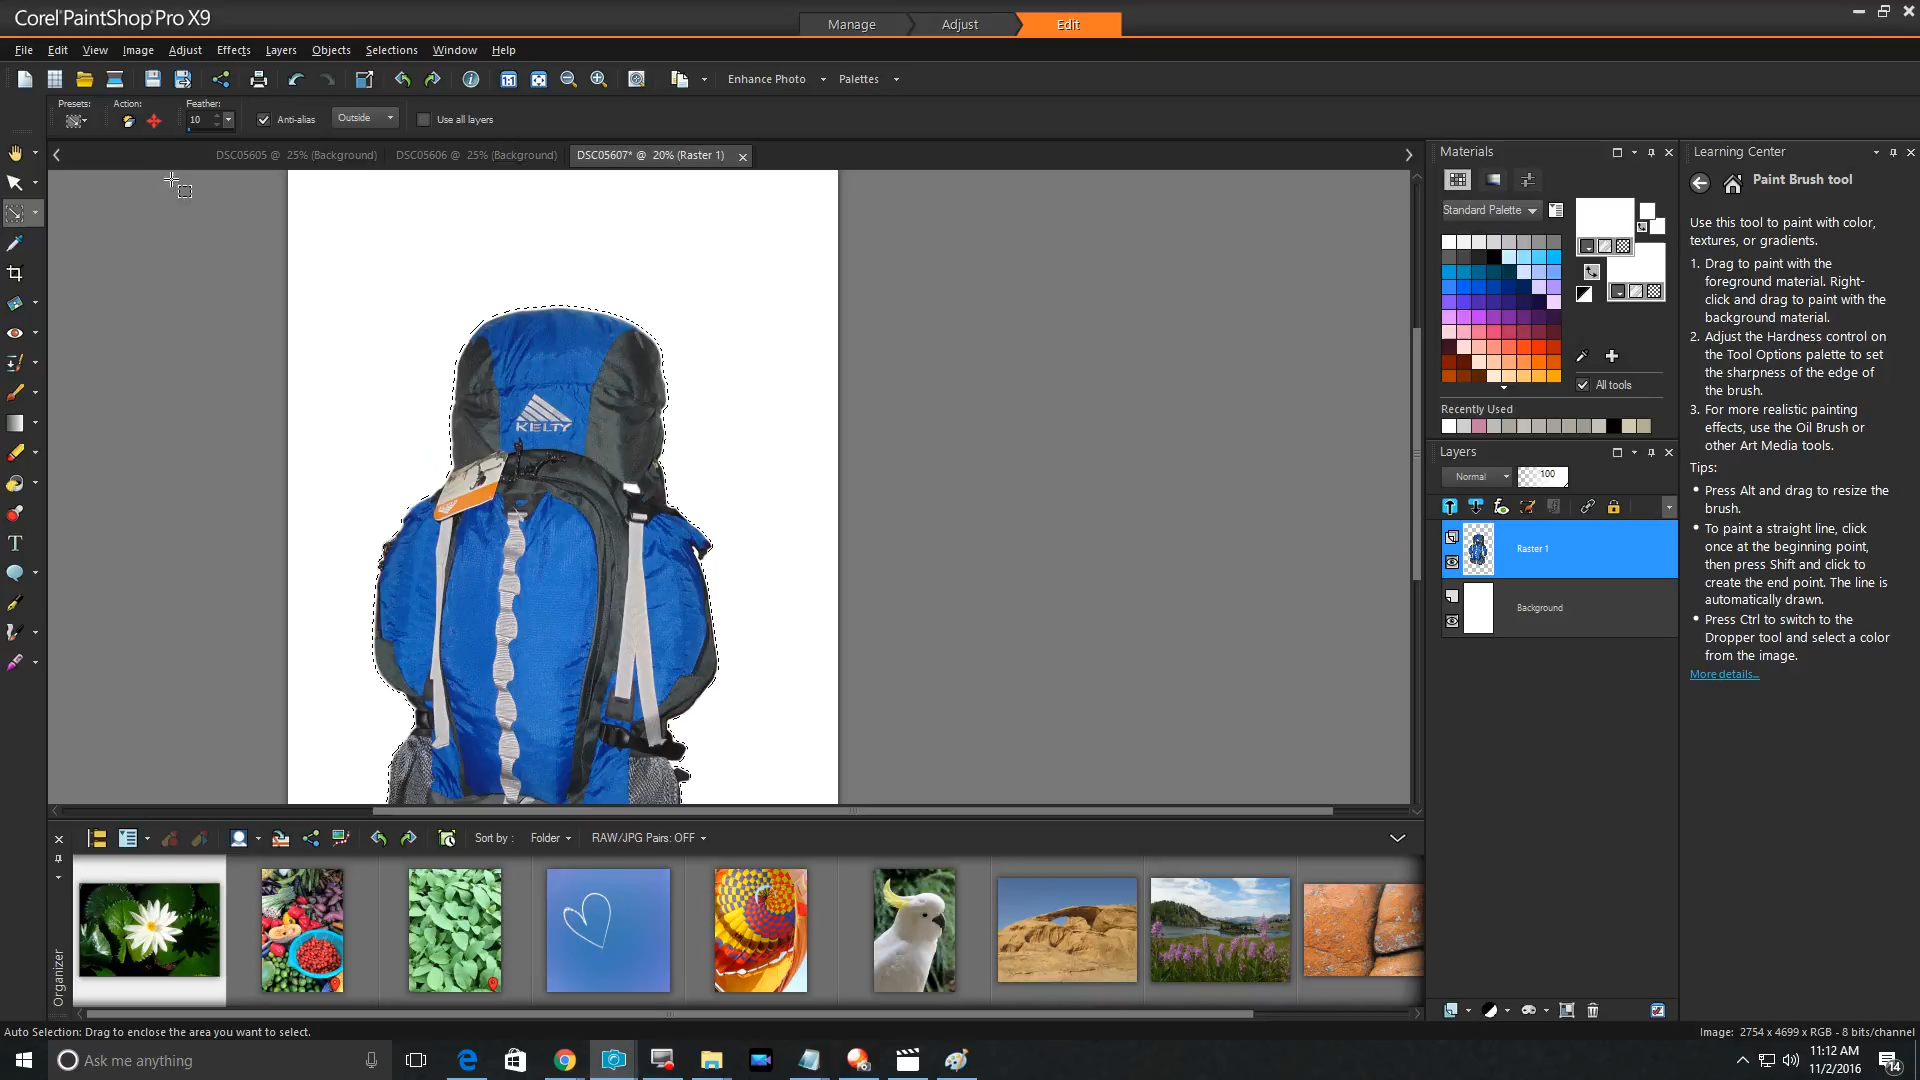 Corel PaintShop Pro X9
Manage
Adjust
Edit
File Edit View Image Adjust Effects Layers Objects Selections Window Help
Enhance Photo
Palettes
Presets:
Action:
Feather:
10
Anti-alias
Outside
Use all layers
DSC05605 @ 25% (Background)
DSC05606 @ 25% (Background)
DSC05607* @ 20% (Raster 1)
KELTY
Materials
Standard Palette
All tools
Recently Used
Layers
Normal
100
Raster 1
Background
Learning Center
Paint Brush tool
Use this tool to paint with color,
textures, or gradients.
1. Drag to paint with the
foreground material. Right-
click and drag to paint with the
background material.
2. Adjust the Hardness control on
the Tool Options palette to set
the sharpness of the edge of
the brush.
3. For more realistic painting
effects, use the Oil Brush or
other Art Media tools.
Tips:
• Press Alt and drag to resize the
brush.
• To paint a straight line, click
once at the beginning point,
then press Shift and click to
create the end point. The line is
automatically drawn.
• Press Ctrl to switch to the
Dropper tool and select a color
from the image.
More details...
Sort by :
Folder
RAW/JPG Pairs: OFF
Organizer
Auto Selection: Drag to enclose the area you want to select.
Image: 2754 x 4699 x RGB - 8 bits/channel
Ask me anything
11:12 AM
11/2/2016
14